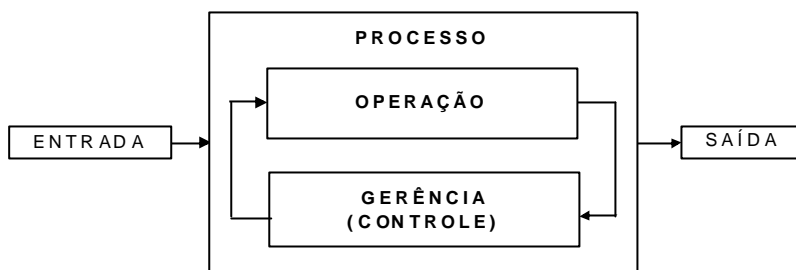 PROCESSO
OPERAÇÃO
ENTRADA
SAÍDA
GERÊNCIA
(CONTROLE)